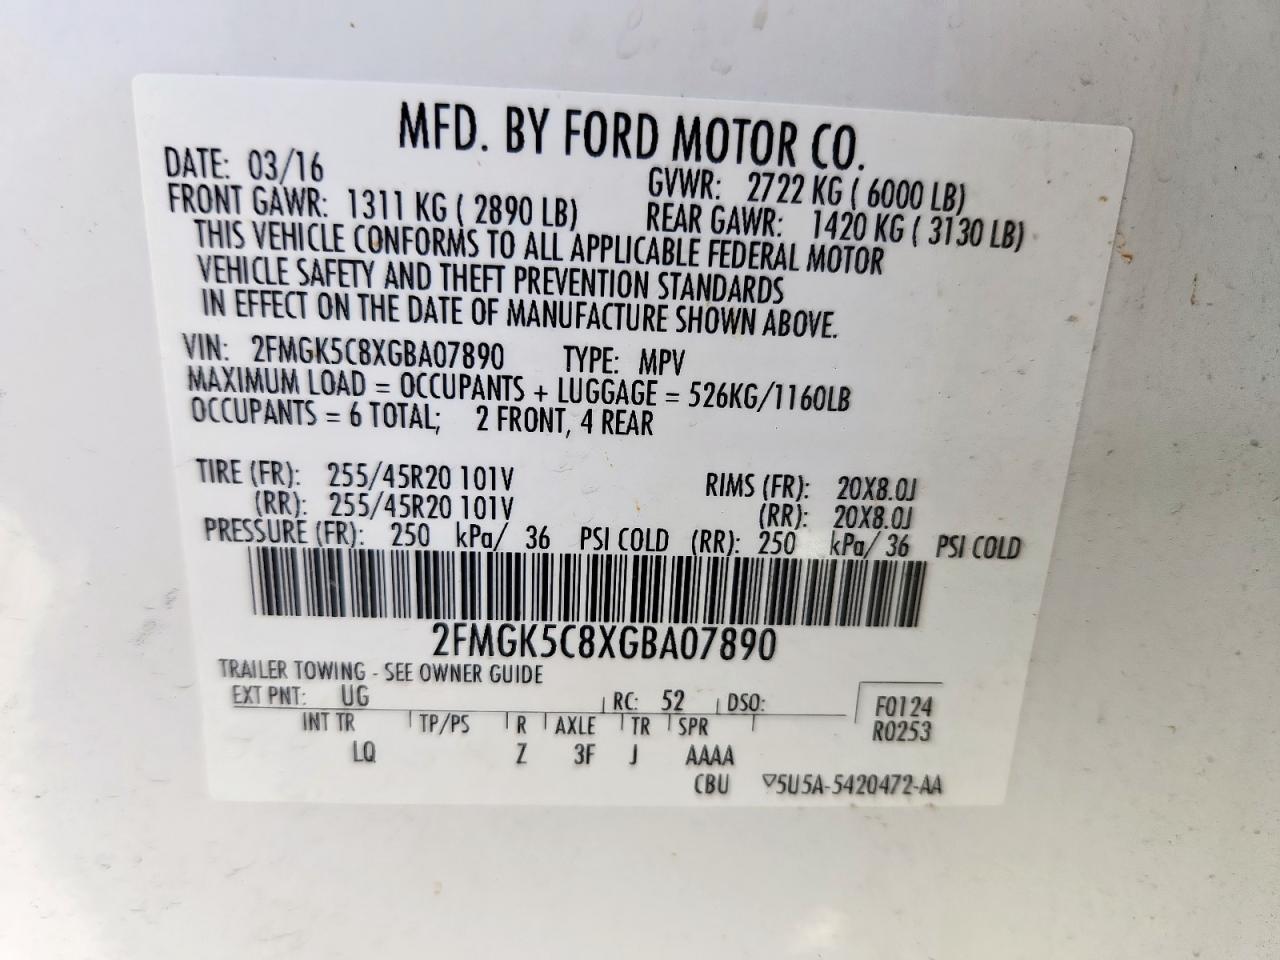 MFD. BY FORD MOTOR CO.
DATE: 03/16 GVWR: 2722 KG ( 6000 LB)
FRONT GAWR: 1311 KG ( 2890 LB) REAR GAWR: 1420 KG ( 3130 LB)
THIS VEHICLE CONFORMS TO ALL APPLICABLE FEDERAL MOTOR
VEHICLE SAFETY AND THEFT PREVENTION STANDARDS
IN EFFECT ON THE DATE OF MANUFACTURE SHOWN ABOVE.
VIN: 2FMGK5C8XGBA07890 TYPE: MPV
MAXIMUM LOAD = OCCUPANTS + LUGGAGE = 526KG/1160LB
OCCUPANTS = 6 TOTAL; 2 FRONT, 4 REAR
TIRE (FR): 255/45R20 101V RIMS (FR): 20X8.0J
(RR): 255/45R20 101V (RR): 20X8.0J
PRESSURE (FR): 250 kPa/ 36 PSI COLD (RR): 250 kPa/ 36 PSI COLD
2FMGK5C8XGBA07890
TRAILER TOWING - SEE OWNER GUIDE
EXT PNT: UG RC: 52 DSO: F0124
INT TR TP/PS R AXLE TR SPR R0253
LQ Z 3F J AAAA
CBU ▽5U5A-5420472-AA